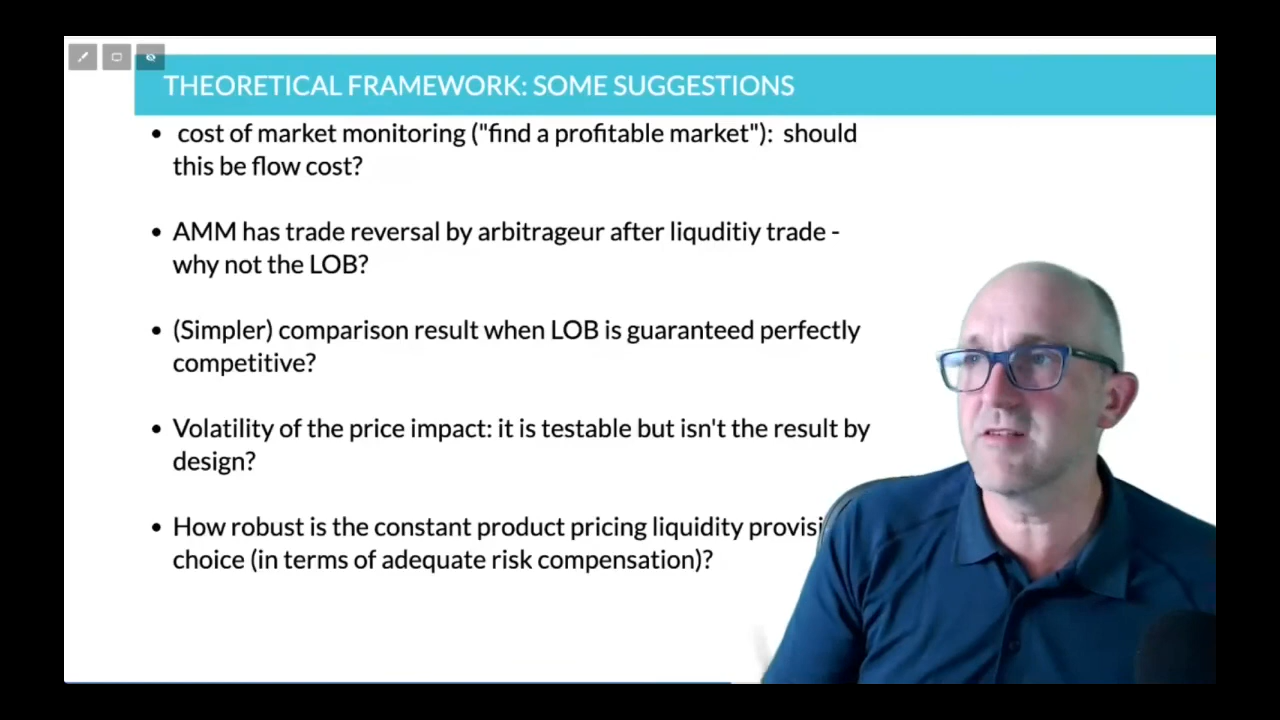 THEORETICAL FRAMEWORK: SOME SUGGESTIONS
• cost of market monitoring ("find a profitable market"): should
this be flow cost?
• AMM has trade reversal by arbitrageur after liquditiy trade -
why not the LOB?
• (Simpler) comparison result when LOB is guaranteed perfectly
competitive?
• Volatility of the price impact: it is testable but isn't the result by
design?
• How robust is the constant product pricing liquidity
choice (in terms of adequate risk compensation)?